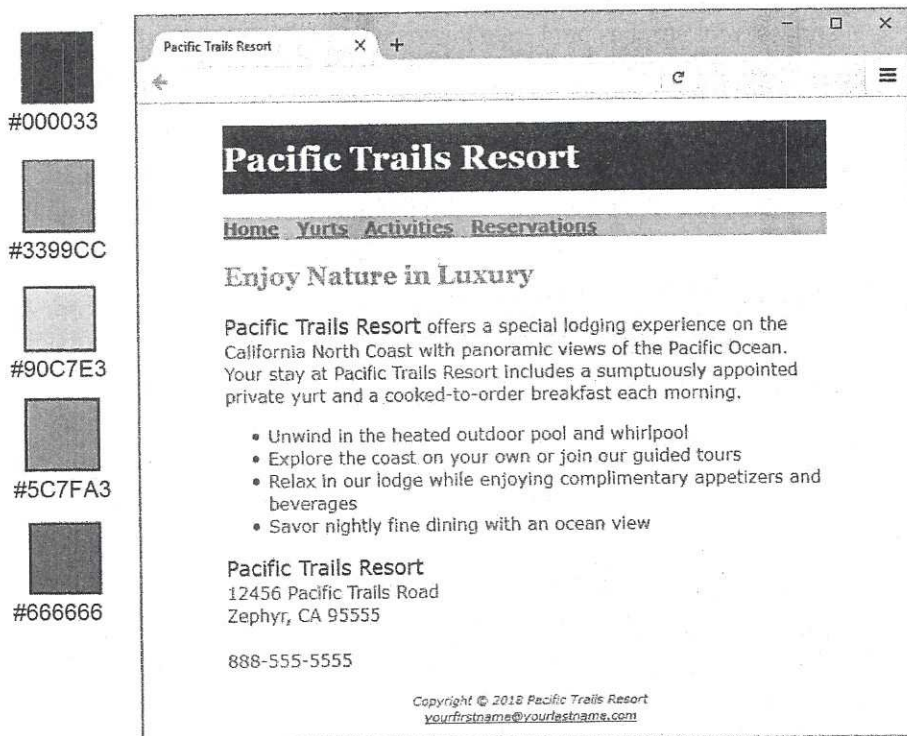 Pacific Trails Resort
#000033
Pacific Trails Resort
Home Yurts Activities Reservations
#3399CC
Enjoy Nature in Luxury
#90C7E3
Pacific Trails Resort offers a special lodging experience on the
California North Coast with panoramic views of the Pacific Ocean.
Your stay at Pacific Trails Resort includes a sumptuously appointed
private yurt and a cooked-to-order breakfast each morning.
#5C7FA3
• Unwind in the heated outdoor pool and whirlpool
• Explore the coast on your own or join our guided tours
• Relax in our lodge while enjoying complimentary appetizers and
beverages
• Savor nightly fine dining with an ocean view
#666666
Pacific Trails Resort
12456 Pacific Trails Road
Zephyr, CA 95555
888-555-5555
Copyright © 2018 Pacific Trails Resort
yourfirstname@yourlastname.com